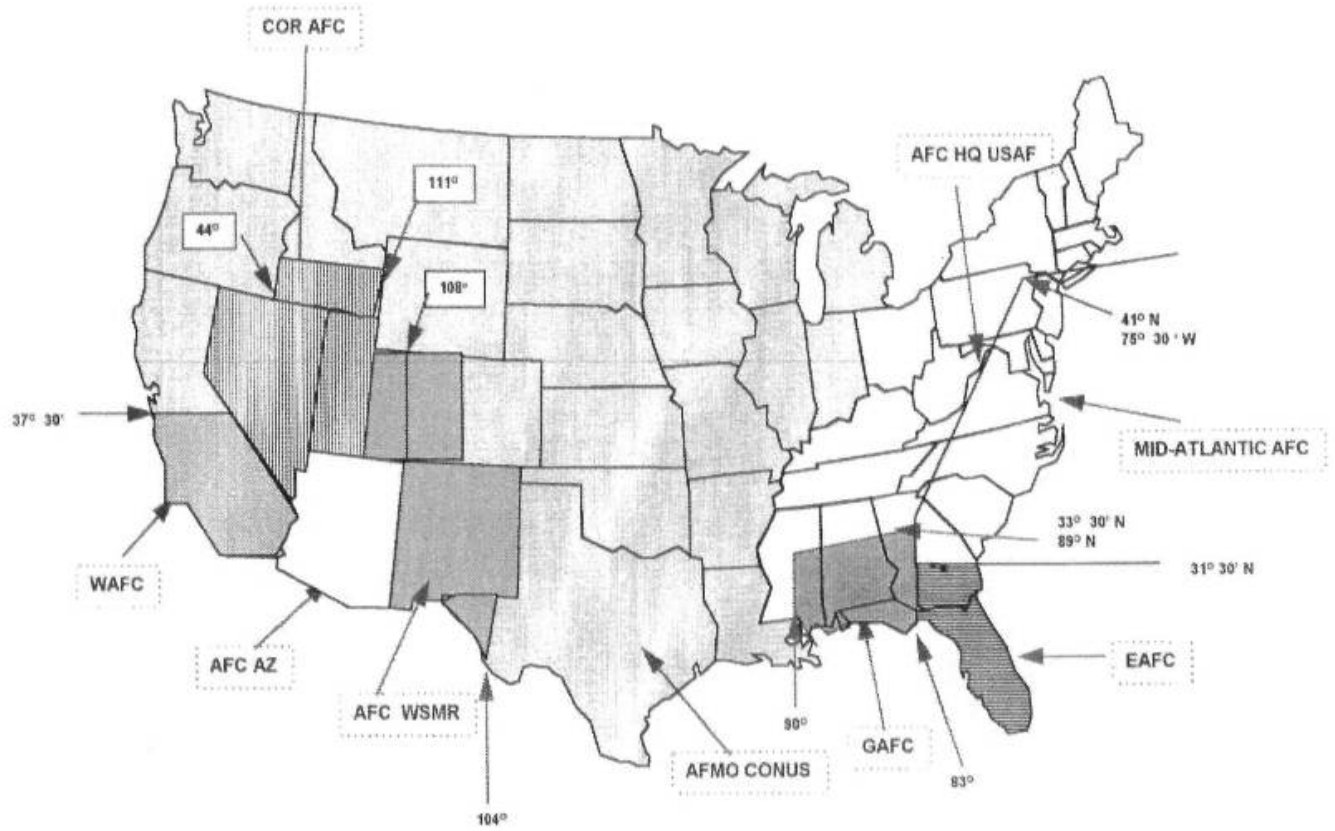 COR AFC
AFC HQ USAF
111°
44°
108°
41° N
75° 30 ' W
37° 30'
MID-ATLANTIC AFC
33° 30' N
89° N
31° 30' N
WAFC
AFC AZ
EAFC
AFC WSMR
90°
GAFC
AFMO CONUS
83°
104°